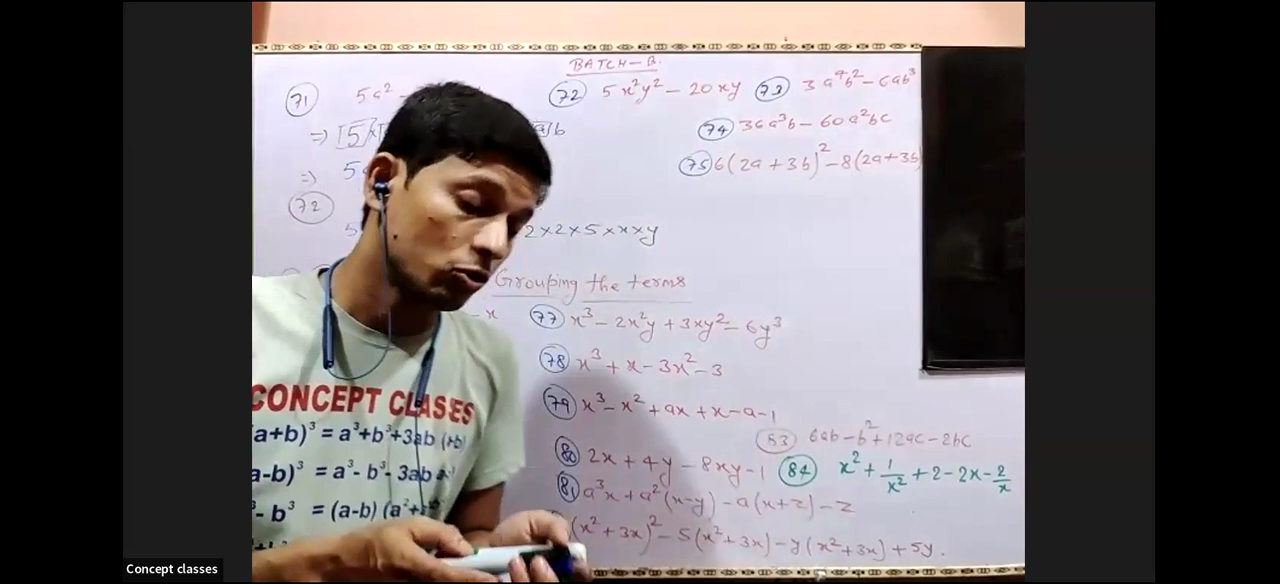 BATCH-B.
71 5a² -
72 5x²y² - 20xy
73 3a⁴b² - 6ab³
74 36a³b - 60a²bc
=> 5
b
75 6(2a + 3b)² - 8(2a + 3b
=> 5
72
2×2×5×x×y
Grouping the terms
- x
77 x³ - 2x²y + 3xy² - 6y³
78 x³ + x - 3x² - 3
79 x³ - x² + ax + x - a - 1
83 6ab - b² + 12ac - 2bc
80 2x + 4y - 8xy - 1
84 x² + 1/x² + 2 - 2x - 2/x
81 a³x + a²(x-y) - a(x+z) - z
(x² + 3x)² - 5(x² + 3x) - y(x² + 3x) + 5y.
CONCEPT CLASSES
(a+b)³ = a³+b³+3ab
a-b)³ = a³- b³- 3ab
- b³ = (a-b) (a²+
Concept classes